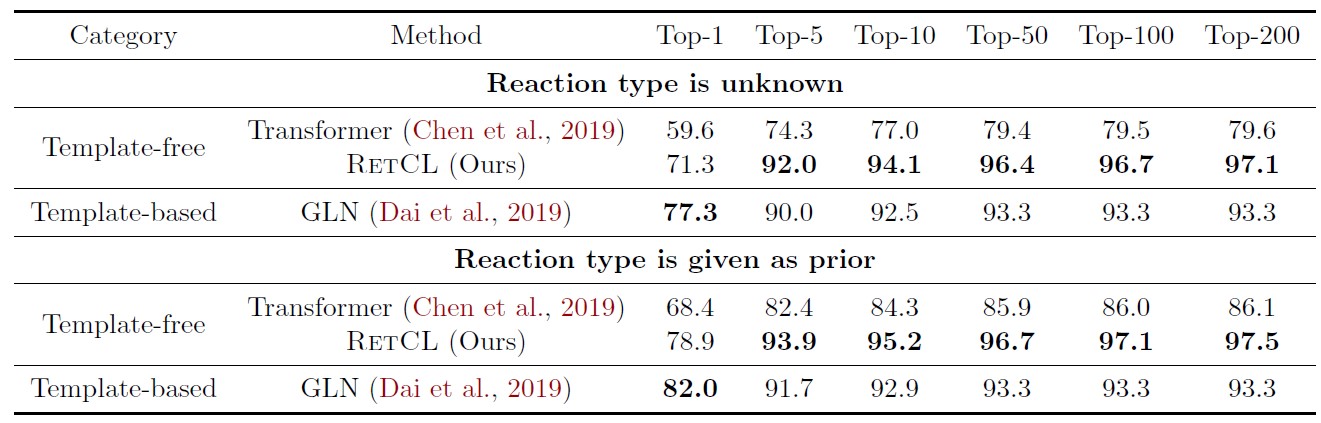 Category Method Top-1 Top-5 Top-10 Top-50 Top-100 Top-200
Reaction type is unknown
Template-free Transformer (Chen et al., 2019) 59.6 74.3 77.0 79.4 79.5 79.6
RETCL (Ours) 71.3 92.0 94.1 96.4 96.7 97.1
Template-based GLN (Dai et al., 2019) 77.3 90.0 92.5 93.3 93.3 93.3
Reaction type is given as prior
Template-free Transformer (Chen et al., 2019) 68.4 82.4 84.3 85.9 86.0 86.1
RETCL (Ours) 78.9 93.9 95.2 96.7 97.1 97.5
Template-based GLN (Dai et al., 2019) 82.0 91.7 92.9 93.3 93.3 93.3